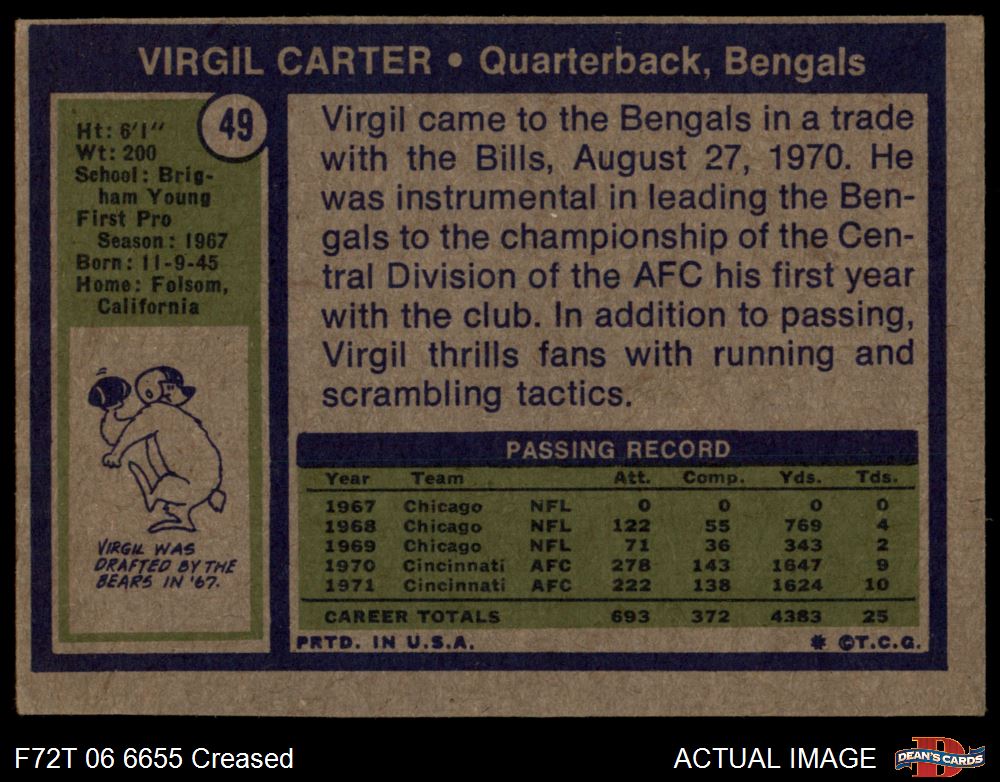 VIRGIL CARTER • Quarterback, Bengals
49
Ht: 6'1"
Wt: 200
School: Brig-
ham Young
First Pro
Season: 1967
Born: 11-9-45
Home: Folsom,
California
VIRGIL WAS
DRAFTED BY THE
BEARS IN '67.
Virgil came to the Bengals in a trade
with the Bills, August 27, 1970. He
was instrumental in leading the Ben-
gals to the championship of the Cen-
tral Division of the AFC his first year
with the club. In addition to passing,
Virgil thrills fans with running and
scrambling tactics.
PASSING RECORD
Year Team Att. Comp. Yds. Tds.
1967 Chicago NFL 0 0 0 0
1968 Chicago NFL 122 55 769 4
1969 Chicago NFL 71 36 343 2
1970 Cincinnati AFC 278 143 1647 9
1971 Cincinnati AFC 222 138 1624 10
CAREER TOTALS 693 372 4383 25
PRTD. IN U.S.A. * ©T.C.G.
F72T 06 6655 Creased ACTUAL IMAGE
D
DEAN'S CARDS